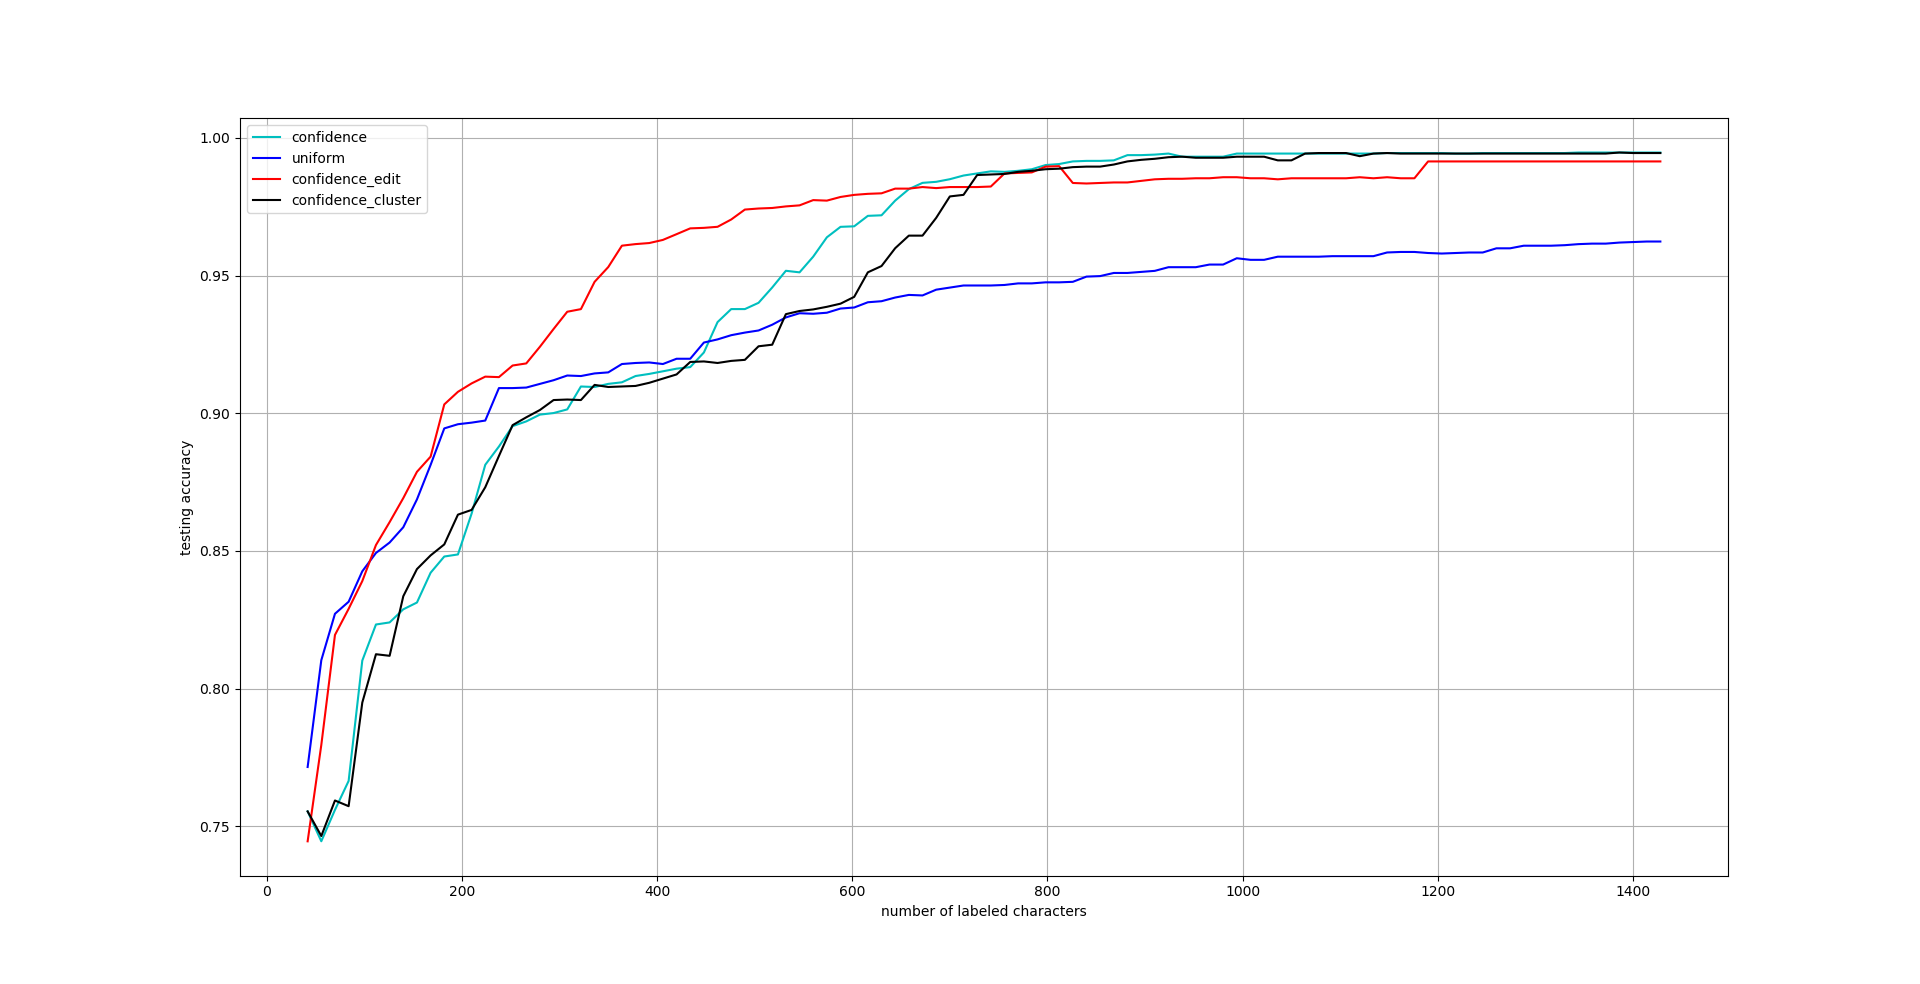 confidence
uniform
confidence_edit
confidence_cluster
1.00
0.95
0.90
0.85
0.80
0.75
testing accuracy
0 200 400 600 800 1000 1200 1400
number of labeled characters